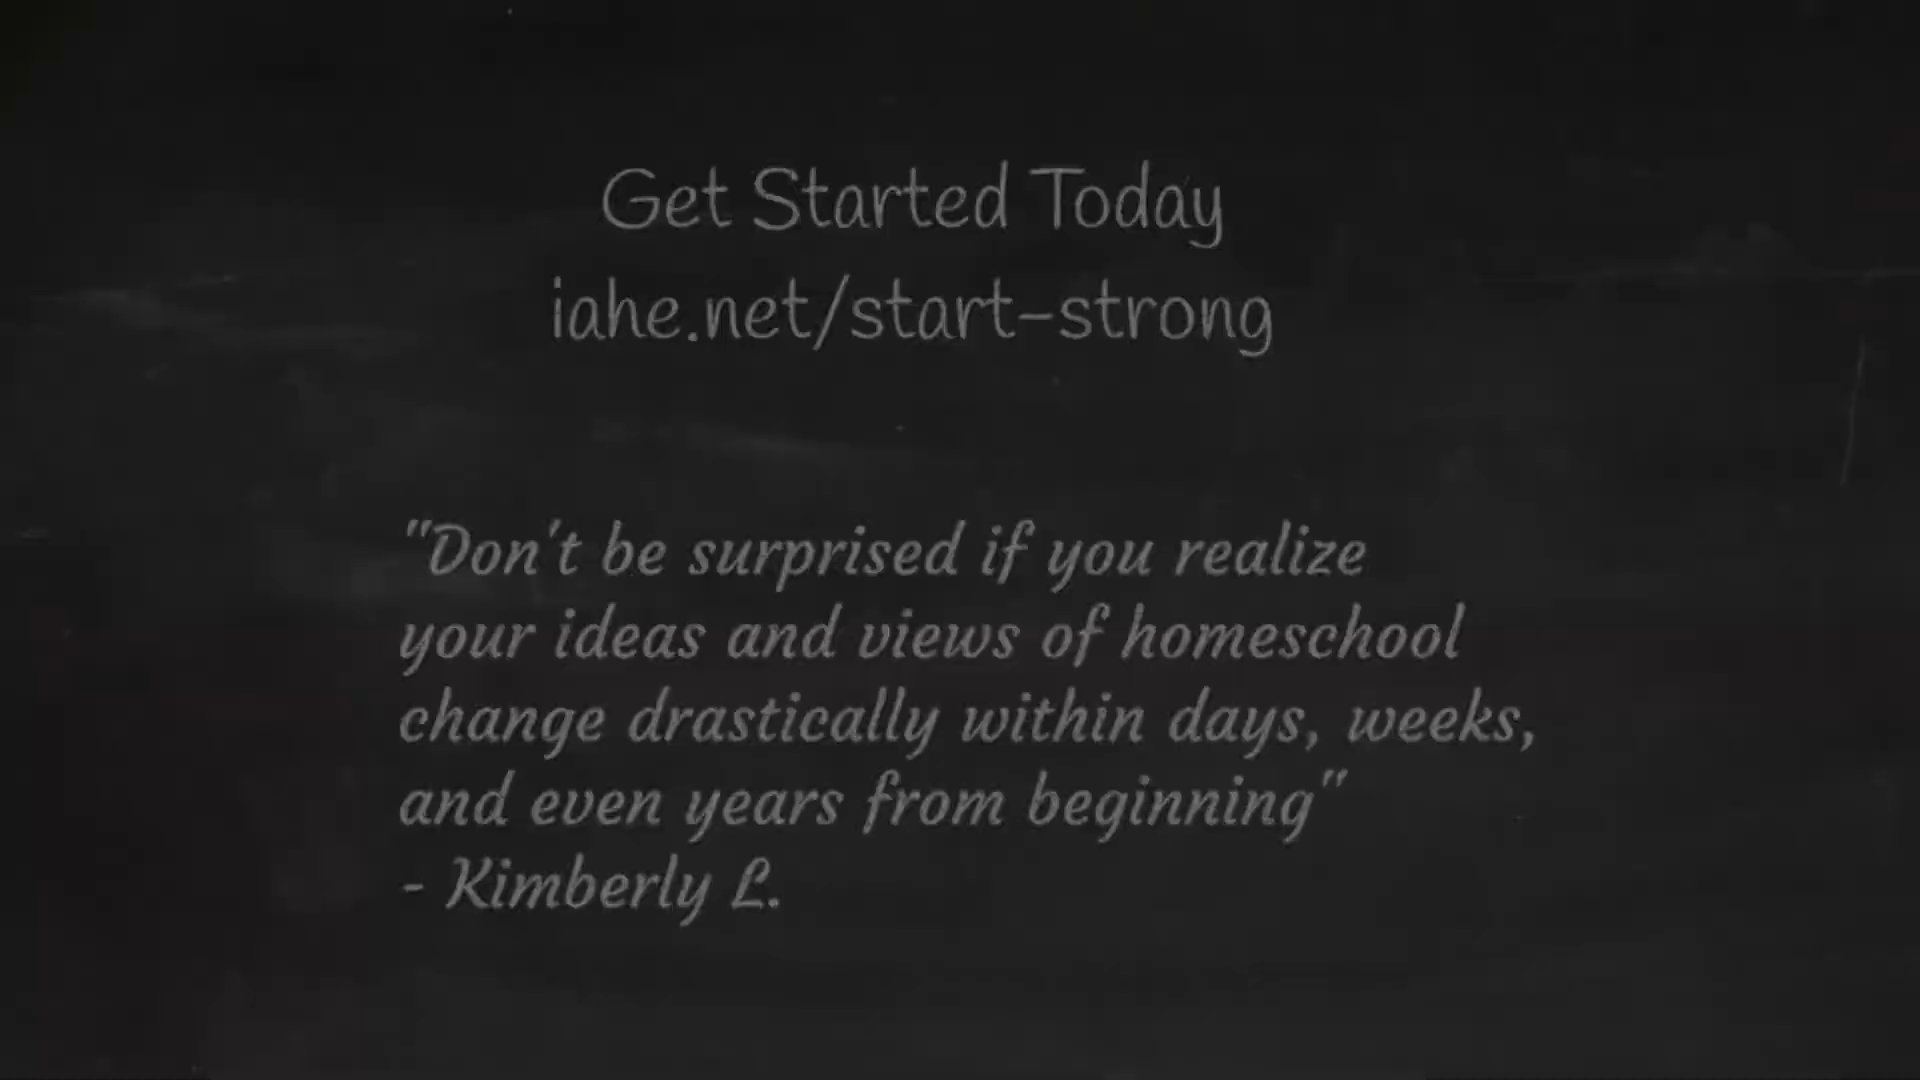 Get Started Today
iahe.net/start-strong
"Don't be surprised if you realize
your ideas and views of homeschool
change drastically within days, weeks,
and even years from beginning"
- Kimberly L.